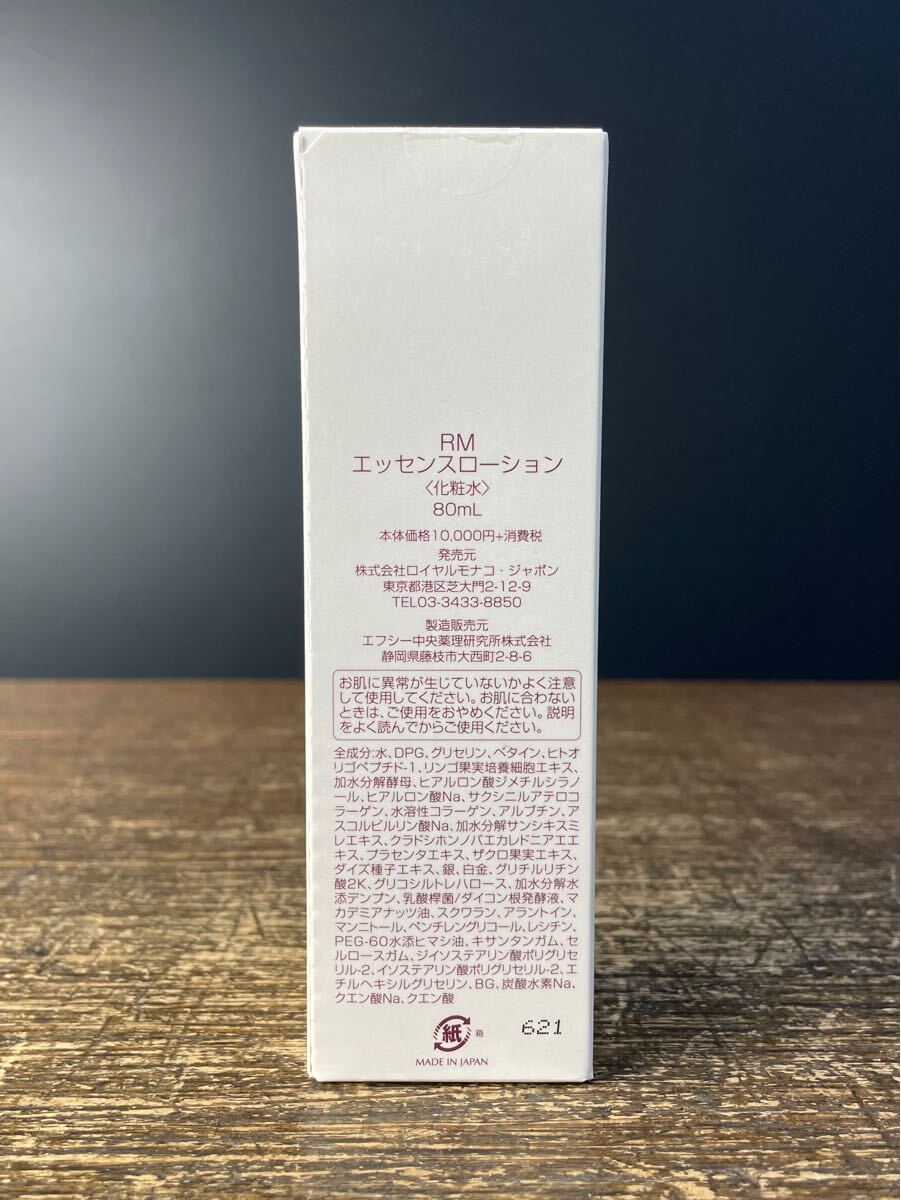 RM
エッセンスローション
〈化粧水〉
80mL
本体価格10,000円+消費税
発売元
株式会社ロイヤルモナコ・ジャポン
東京都港区芝大門2-12-9
TEL03-3433-8850
製造販売元
エフシー中央薬理研究所株式会社
静岡県藤枝市大西町2-8-6
お肌に異常が生じていないかよく注意
して使用してください。お肌に合わない
ときは、ご使用をおやめください。説明
をよく読んでからご使用ください。
全成分:水、DPG、グリセリン、ベタイン、ヒトオ
リゴペプチド-1、リンゴ果実培養細胞エキス、
加水分解酵母、ヒアルロン酸ジメチルシラノ
ール、ヒアルロン酸Na、サクシニルアテロコ
ラーゲン、水溶性コラーゲン、アルブチン、ア
スコルビルリン酸Na、加水分解サンシキスミ
レエキス、クラドシホンノバエカレドニアエエ
キス、プラセンタエキス、ザクロ果実エキス、
ダイズ種子エキス、銀、白金、グリチルリチン
酸2K、グリコシルトレハロース、加水分解水
添デンプン、乳酸桿菌/ダイコン根発酵液、マ
カデミアナッツ油、スクワラン、アラントイン、
マンニトール、ペンチレングリコール、レシチン、
PEG-60水添ヒマシ油、キサンタンガム、セ
ルロースガム、ジイソステアリン酸ポリグリセ
リル-2、イソステアリン酸ポリグリセリル-2、エ
チルヘキシルグリセリン、BG、炭酸水素Na、
クエン酸Na、クエン酸
紙 箱
621
MADE IN JAPAN